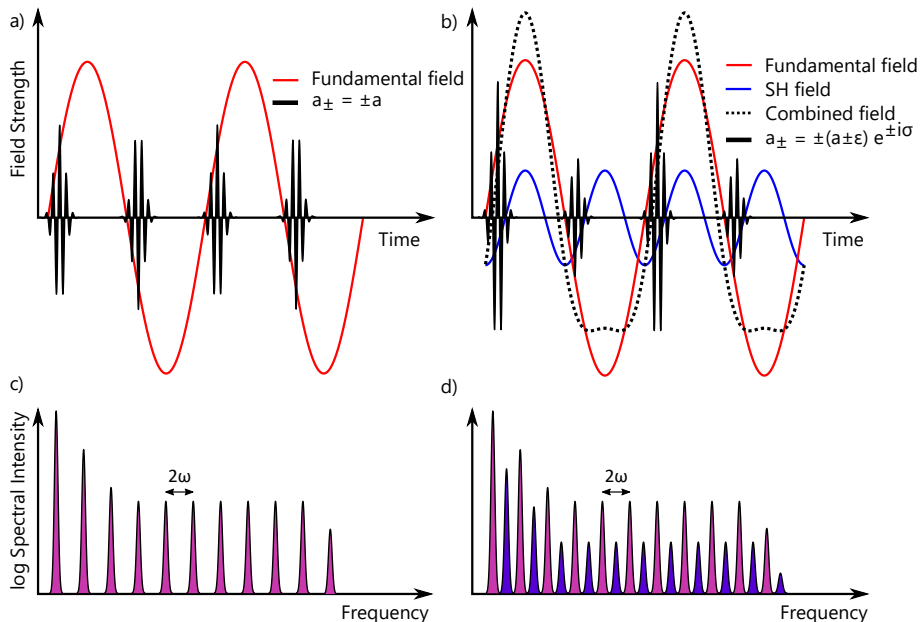 a)
Field Strength
Fundamental field
a± = ±a
Time
b)
Fundamental field
SH field
Combined field
a± = ±(a±ε) e±iσ
Time
c)
log Spectral Intensity
2ω
Frequency
d)
2ω
Frequency